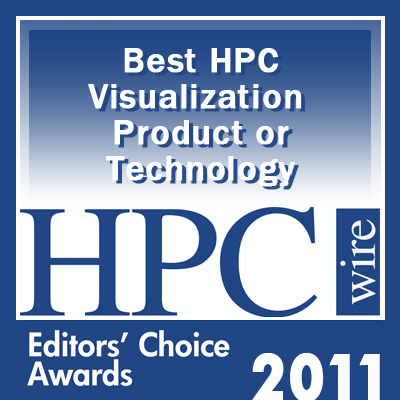 Best HPC
Visualization
Product or
Technology
HPC wire
Editors' Choice
Awards 2011